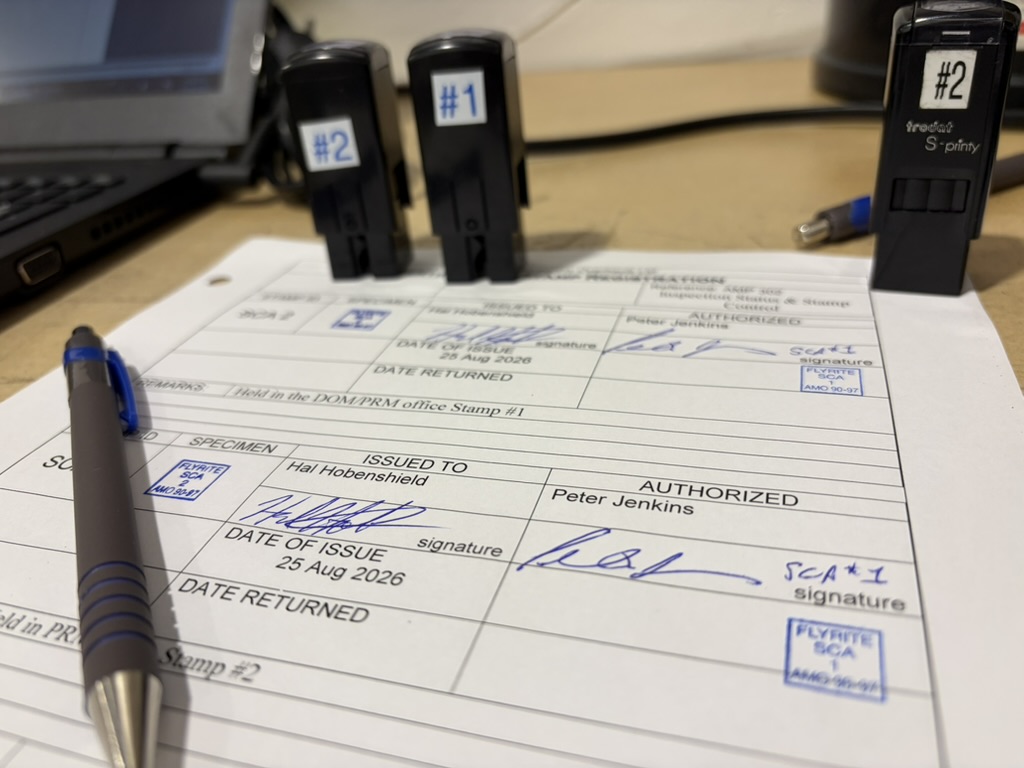 #2
#1
#2
trodat
S-printy
REGISTRATION
Reference: AMP 302
Inspection Status & Stamp
Control
SPECIMEN
ISSUED TO
Hal Hobenshield
AUTHORIZED
Peter Jenkins
SCA 2
signature
SCA#1
signature
DATE OF ISSUE
25 Aug 2026
DATE RETURNED
FLYRITE
SCA
1
AMO 90-97
REMARKS
Held in the DOM/PRM office Stamp #1
SPECIMEN
ISSUED TO
Hal Hobenshield
AUTHORIZED
Peter Jenkins
FLYRITE
SCA
2
AMO 90-97
signature
SCA#1
signature
DATE OF ISSUE
25 Aug 2026
DATE RETURNED
FLYRITE
SCA
1
AMO 90-97
Stamp #2